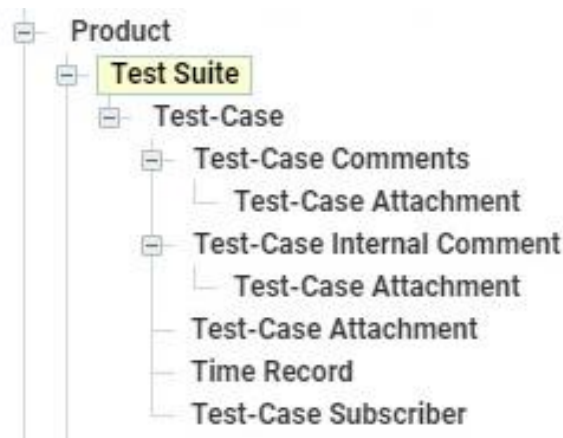 Product
Test Suite
Test-Case
Test-Case Comments
Test-Case Attachment
Test-Case Internal Comment
Test-Case Attachment
Test-Case Attachment
Time Record
Test-Case Subscriber